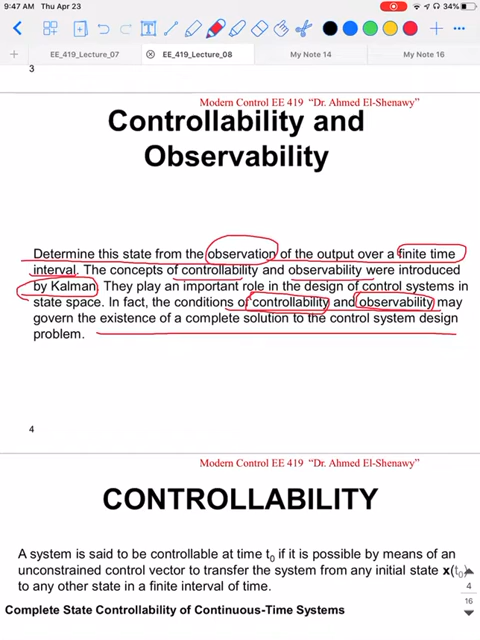 9:47 AM Thu Apr 23
34%
EE_419_Lecture_07
EE_419_Lecture_08
My Note 14
My Note 16
3
Modern Control EE 419 "Dr. Ahmed El-Shenawy"
Controllability and
Observability
Determine this state from the observation of the output over a finite time
interval. The concepts of controllability and observability were introduced
by Kalman. They play an important role in the design of control systems in
state space. In fact, the conditions of controllability and observability may
govern the existence of a complete solution to the control system design
problem.
4
Modern Control EE 419 "Dr. Ahmed El-Shenawy"
CONTROLLABILITY
A system is said to be controllable at time t₀ if it is possible by means of an
unconstrained control vector to transfer the system from any initial state x(t₀)
to any other state in a finite interval of time.
4
16
Complete State Controllability of Continuous-Time Systems